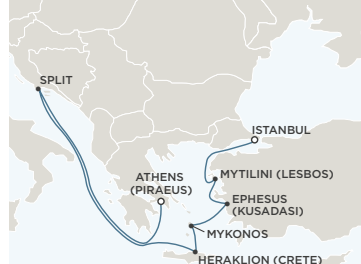 SPLIT
ISTANBUL
ATHENS
(PIRAEUS)
MYTILINI (LESBOS)
EPHESUS
(KUSADASI)
MYKONOS
HERAKLION (CRETE)